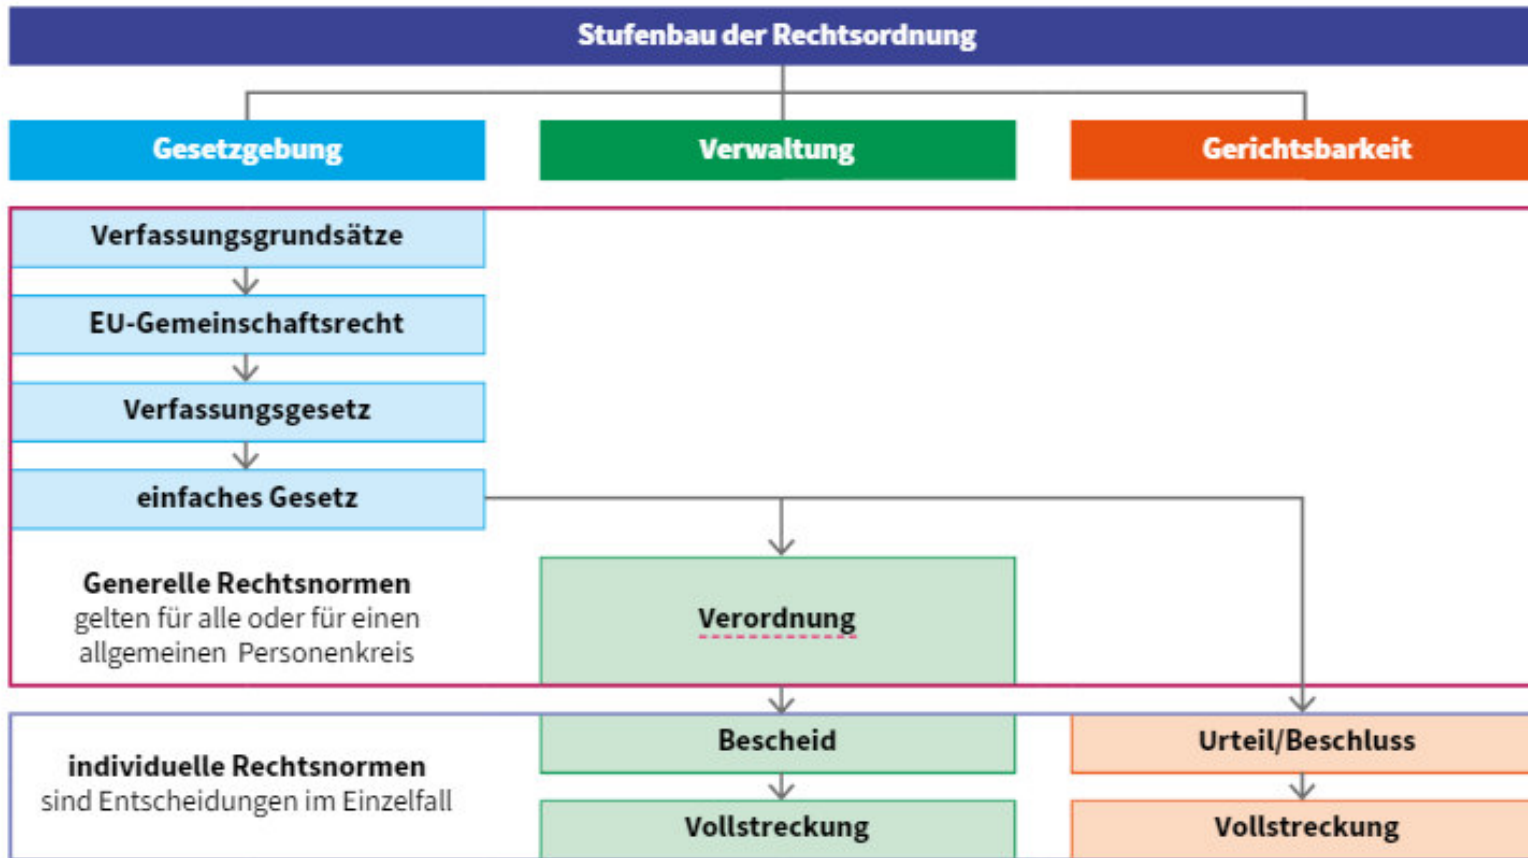 Stufenbau der Rechtsordnung
Gesetzgebung
Verwaltung
Gerichtsbarkeit
Verfassungsgrundsätze
EU-Gemeinschaftsrecht
Verfassungsgesetz
einfaches Gesetz
Generelle Rechtsnormen
gelten für alle oder für einen
allgemeinen Personenkreis
Verordnung
individuelle Rechtsnormen
sind Entscheidungen im Einzelfall
Bescheid
Urteil/Beschluss
Vollstreckung
Vollstreckung